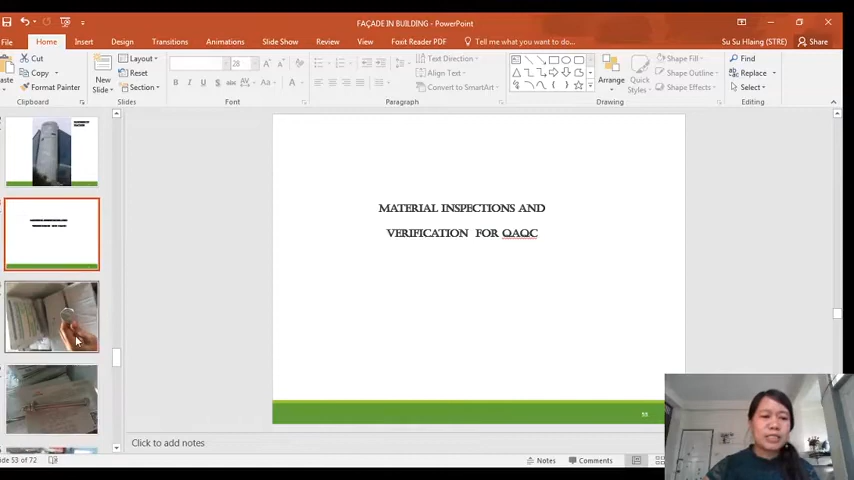 FAÇADE IN BUILDING - PowerPoint
File Home Insert Design Transitions Animations Slide Show Review View Foxit Reader PDF Tell me what you want to do... Su Su Hlaing (STRE) Share
Cut
Copy
Format Painter
Clipboard
New
Slide
Layout
Reset
Section
Slides
28
B I U S
Font
Text Direction
Align Text
Convert to SmartArt
Paragraph
Arrange
Quick
Styles
Shape Fill
Shape Outline
Shape Effects
Drawing
Find
Replace
Select
Editing
MATERIAL INSPECTIONS AND
VERIFICATION FOR QAQC
Click to add notes
Notes
Comments